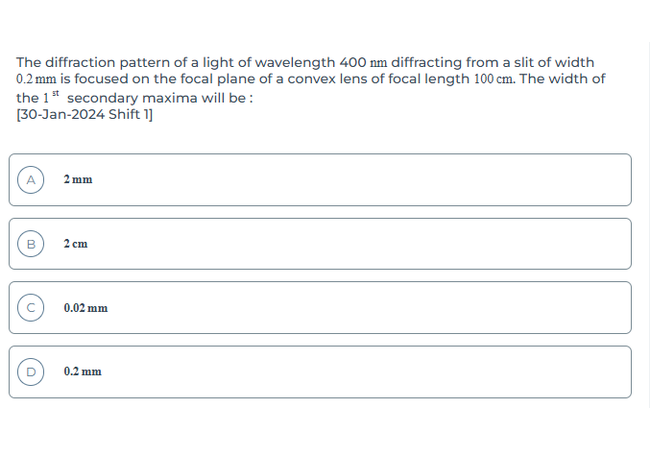 The diffraction pattern of a light of wavelength 400 nm diffracting from a slit of width
0.2 mm is focused on the focal plane of a convex lens of focal length 100 cm. The width of
the 1ˢᵗ secondary maxima will be :
[30-Jan-2024 Shift 1]
A 2 mm
B 2 cm
C 0.02 mm
D 0.2 mm